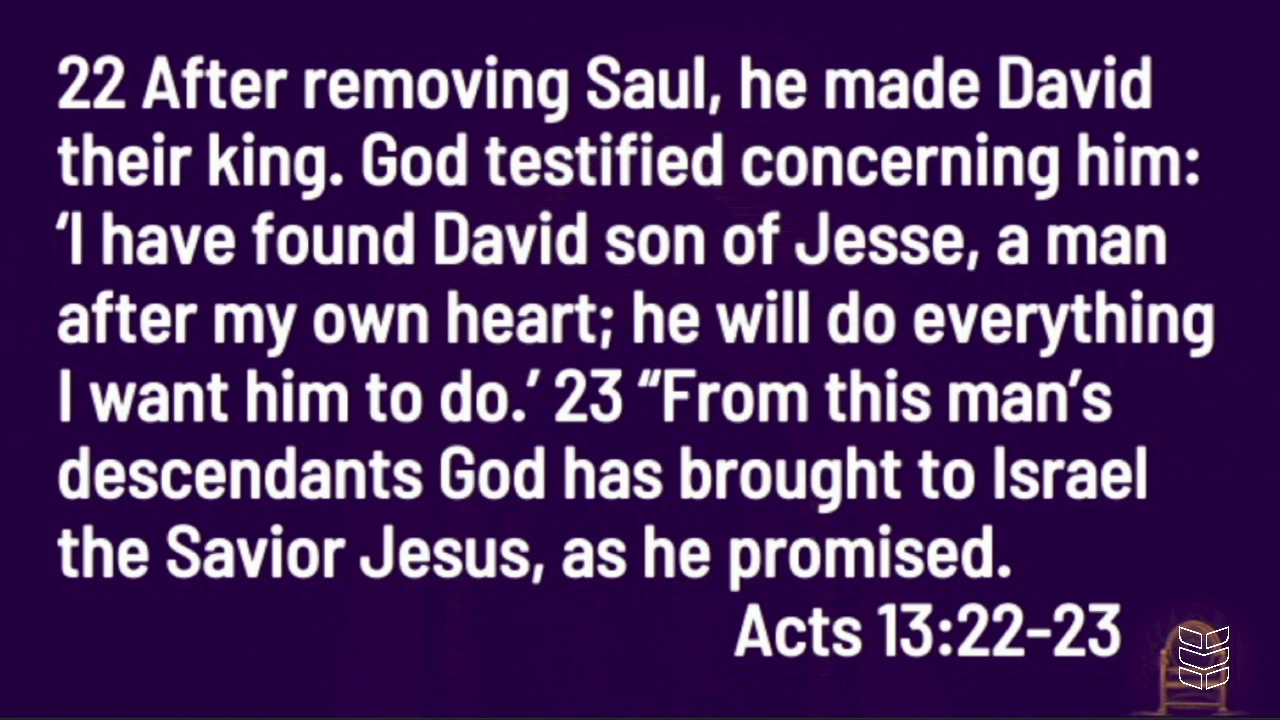 22 After removing Saul, he made David
their king. God testified concerning him:
‘I have found David son of Jesse, a man
after my own heart; he will do everything
I want him to do.’ 23 “From this man’s
descendants God has brought to Israel
the Savior Jesus, as he promised.
Acts 13:22-23